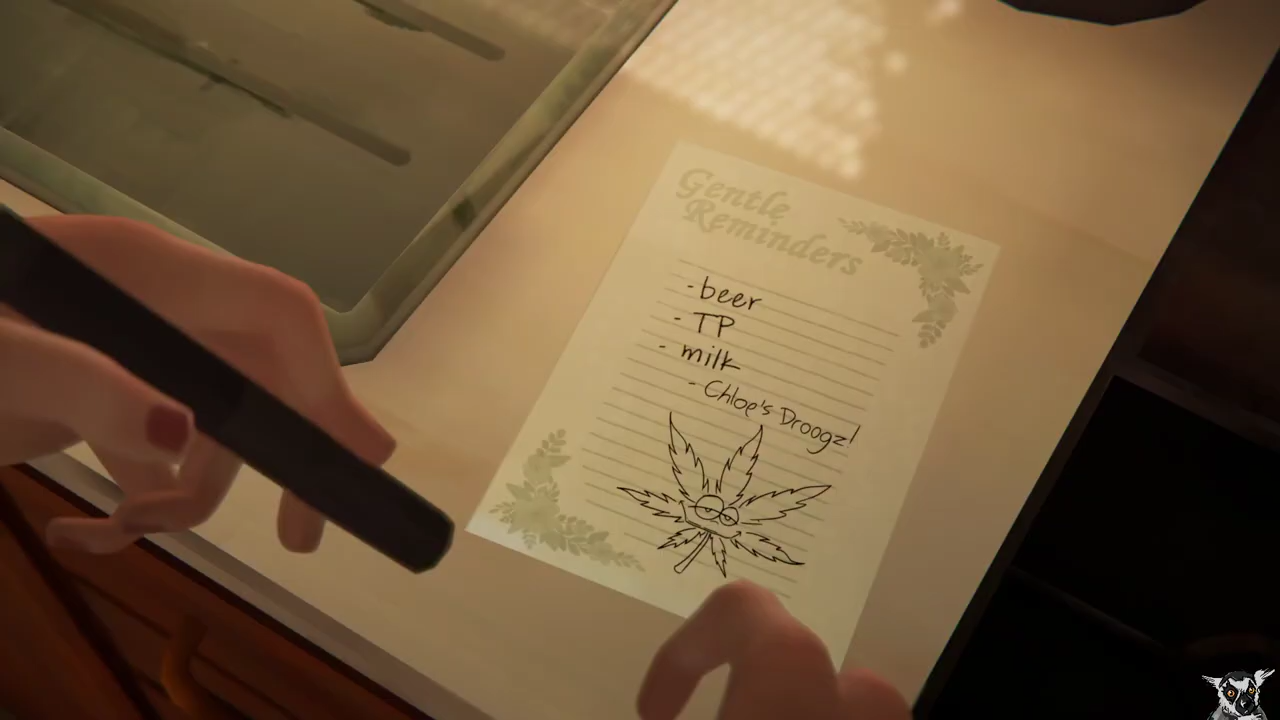 Gentle
Reminders
- beer
- TP
- milk
- Chloe's Droogz!